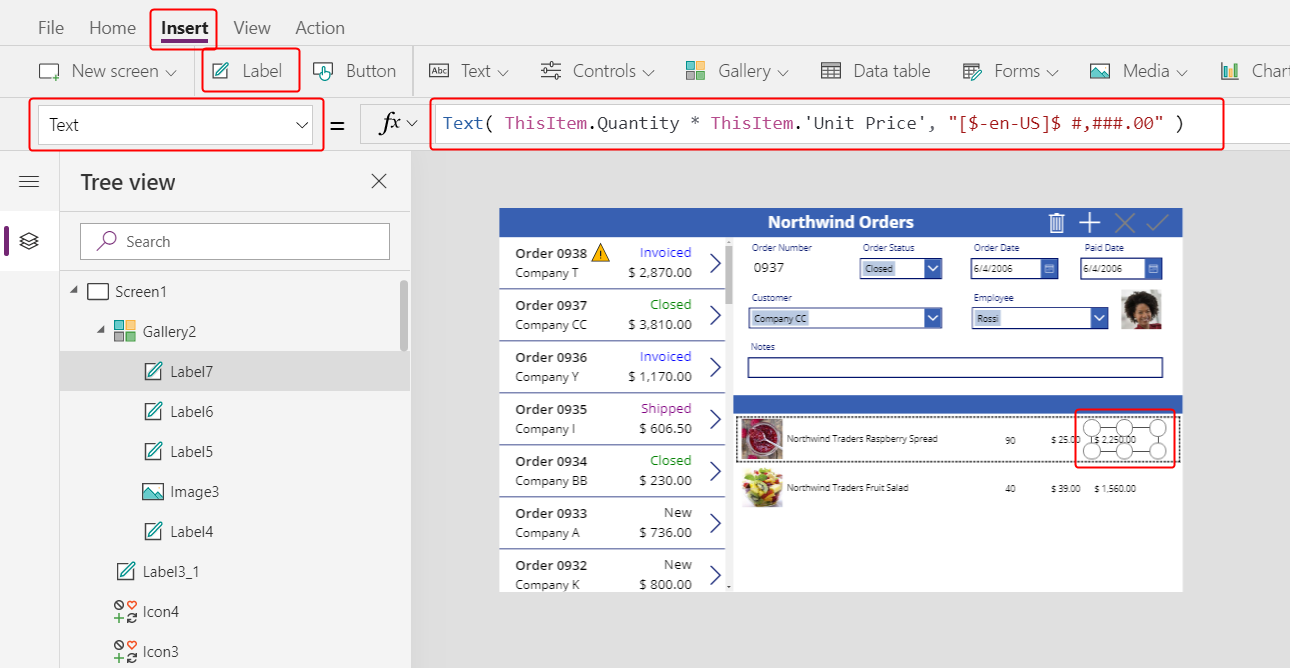 File Home Insert View Action
New screen Label Button Abc Text Controls Gallery Data table Forms Media Chart
Text = fx Text( ThisItem.Quantity * ThisItem.'Unit Price', "[$-en-US]$ #,###.00" )
Tree view
Search
Screen1
Gallery2
Label7
Label6
Label5
Image3
Label4
Label3_1
Icon4
Icon3
Northwind Orders
Order 0938 Invoiced
Company T $ 2,870.00
Order 0937 Closed
Company CC $ 3,810.00
Order 0936 Invoiced
Company Y $ 1,170.00
Order 0935 Shipped
Company I $ 606.50
Order 0934 Closed
Company BB $ 230.00
Order 0933 New
Company A $ 736.00
Order 0932 New
Company K $ 800.00
Order Number Order Status Order Date Paid Date
0937 Closed 6/4/2006 6/4/2006
Customer Employee
Company CC Rossi
Notes
Northwind Traders Raspberry Spread 90 $ 25.00 $ 2,250.00
Northwind Traders Fruit Salad 40 $ 39.00 $ 1,560.00